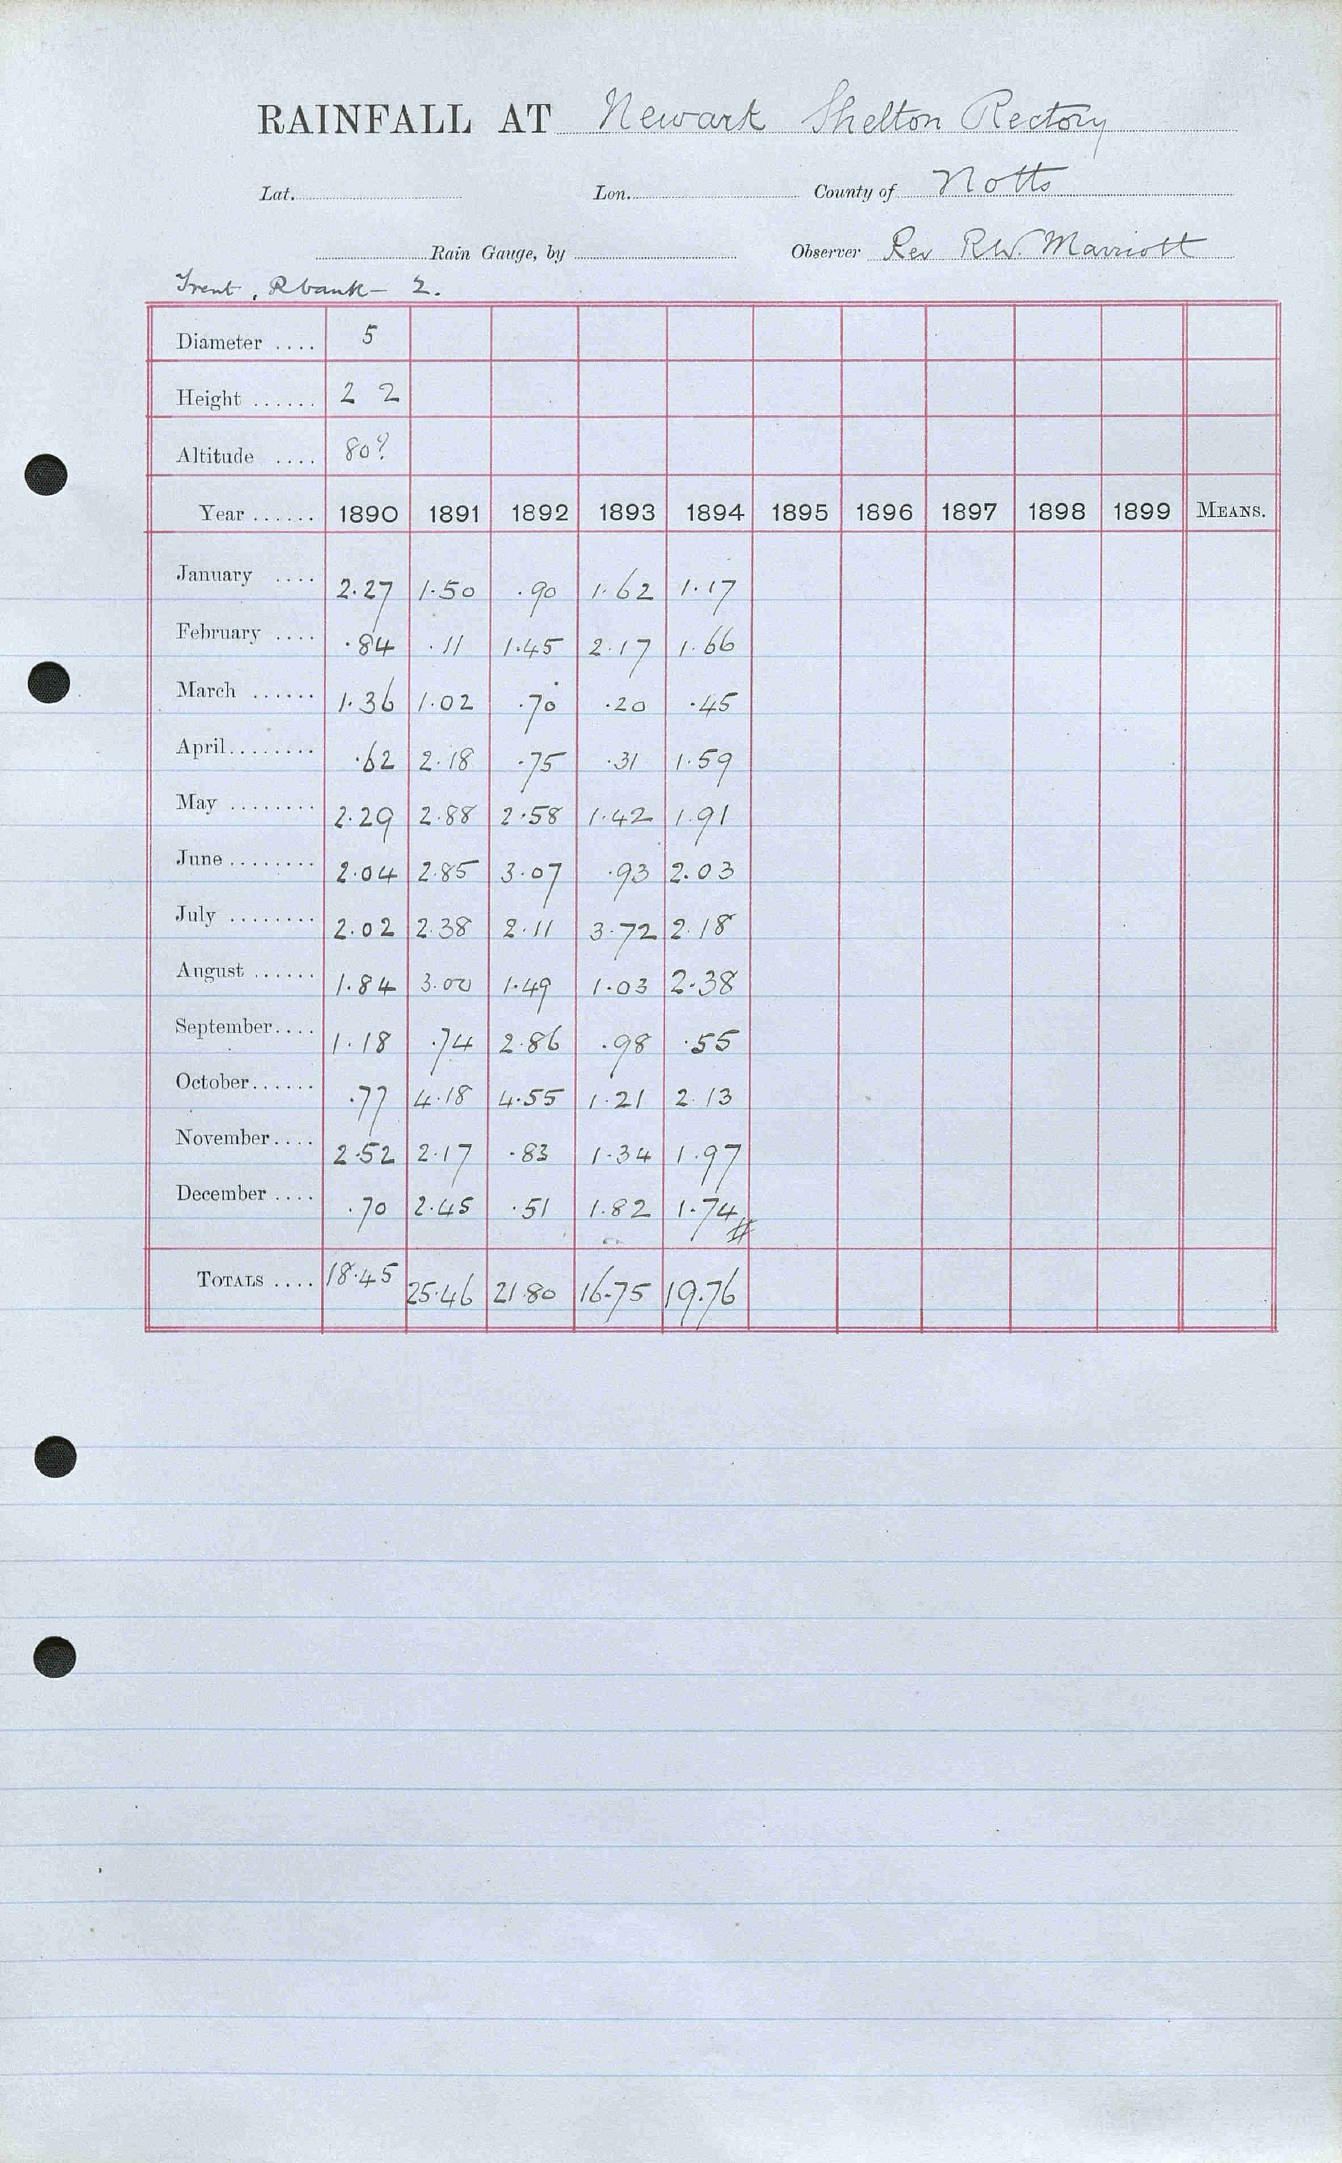 RAINFALL AT Newark Shelton Rectory
Lat. Lon. County of Notts
Rain Gauge, by Observer Rev R.W. Marriott
Trent, R bank - 2.
Diameter .... 5
Height ...... 2 2
Altitude .... 80?
Year ...... 1890 1891 1892 1893 1894 1895 1896 1897 1898 1899 MEANS.
January .... 2.27 1.50 .90 1.62 1.17
February .... .84 .11 1.45 2.17 1.66
March ...... 1.36 1.02 .70 .20 .45
April ........ .62 2.18 .75 .31 1.59
May ........ 2.29 2.88 2.58 1.42 1.91
June ........ 2.04 2.85 3.07 .93 2.03
July ........ 2.02 2.38 2.11 3.72 2.18
August ...... 1.84 3.00 1.49 1.03 2.38
September .... 1.18 .74 2.86 .98 .55
October ...... .77 4.18 4.55 1.21 2.13
November .... 2.52 2.17 .83 1.34 1.97
December .... .70 2.45 .51 1.82 1.74 #
TOTALS .... 18.45 25.46 21.80 16.75 19.76